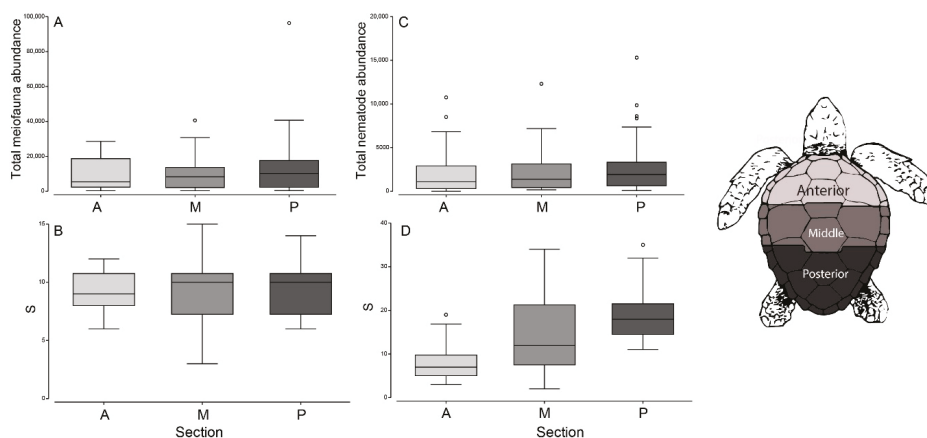 A
Total meiofauna abundance
100,000
80,000
60,000
40,000
20,000
0
A M P
C
Total nematode abundance
20,000
15,000
10,000
5000
0
A M P
B
S
15
10
5
0
A M P
Section
D
S
40
30
20
10
0
A M P
Section
Anterior
Middle
Posterior